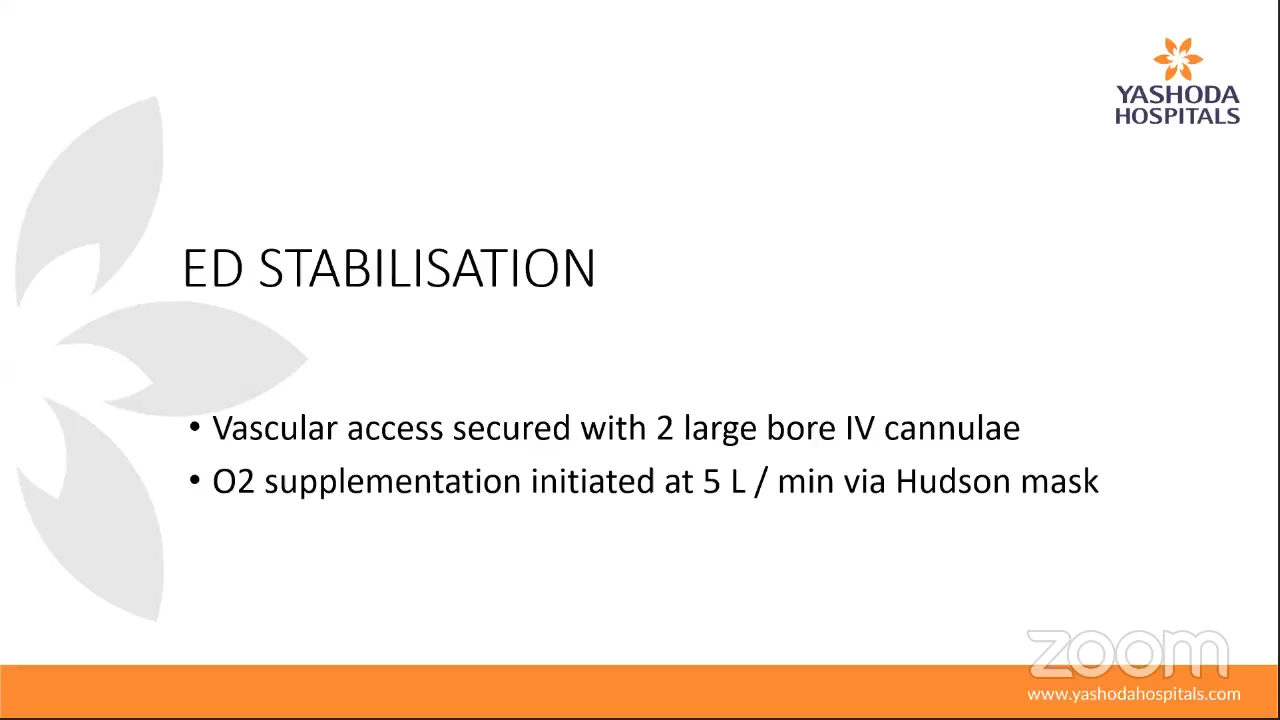 YASHODA
HOSPITALS
ED STABILISATION
• Vascular access secured with 2 large bore IV cannulae
• O2 supplementation initiated at 5 L / min via Hudson mask
zoom
www.yashodahospitals.com